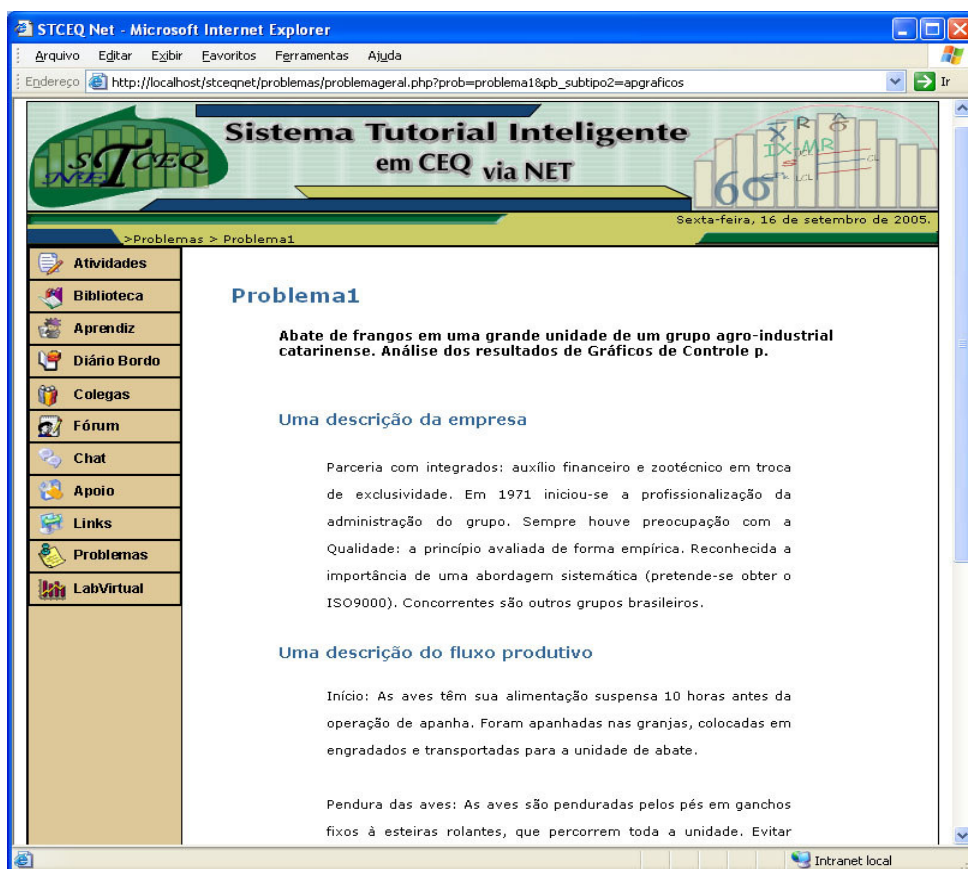 STCEQ Net - Microsoft Internet Explorer
Arquivo Editar Exibir Favoritos Ferramentas Ajuda
Endereço http://localhost/stceqnet/problemas/problemageral.php?prob=problema1&pb_subtipo2=apgraficos Ir
STCEQ
NET
Sistema Tutorial Inteligente
em CEQ via NET
6σ
Sexta-feira, 16 de setembro de 2005.
>Problemas > Problema1
Atividades
Biblioteca
Aprendiz
Diário Bordo
Colegas
Fórum
Chat
Apoio
Links
Problemas
LabVirtual
Problema1
Abate de frangos em uma grande unidade de um grupo agro-industrial
catarinense. Análise dos resultados de Gráficos de Controle p.
Uma descrição da empresa
Parceria com integrados: auxílio financeiro e zootécnico em troca
de exclusividade. Em 1971 iniciou-se a profissionalização da
administração do grupo. Sempre houve preocupação com a
Qualidade: a princípio avaliada de forma empírica. Reconhecida a
importância de uma abordagem sistemática (pretende-se obter o
ISO9000). Concorrentes são outros grupos brasileiros.
Uma descrição do fluxo produtivo
Início: As aves têm sua alimentação suspensa 10 horas antes da
operação de apanha. Foram apanhadas nas granjas, colocadas em
engradados e transportadas para a unidade de abate.
Pendura das aves: As aves são penduradas pelos pés em ganchos
fixos à esteiras rolantes, que percorrem toda a unidade. Evitar
Intranet local